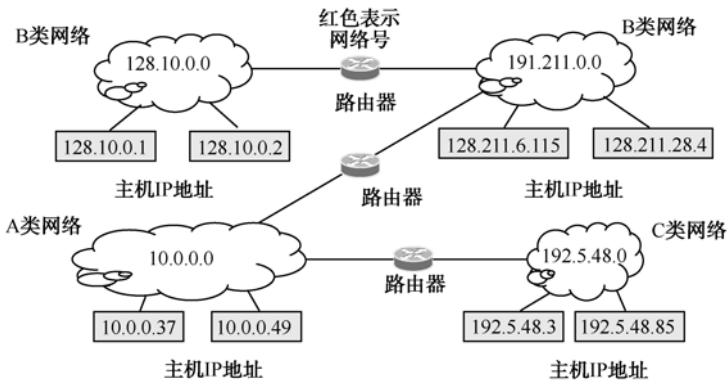 B类网络
红色表示
网络号
B类网络
128.10.0.0
191.211.0.0
路由器
128.10.0.1
128.10.0.2
128.211.6.115
128.211.28.4
主机IP地址
路由器
主机IP地址
A类网络
C类网络
10.0.0.0
192.5.48.0
路由器
10.0.0.37
10.0.0.49
192.5.48.3
192.5.48.85
主机IP地址
主机IP地址